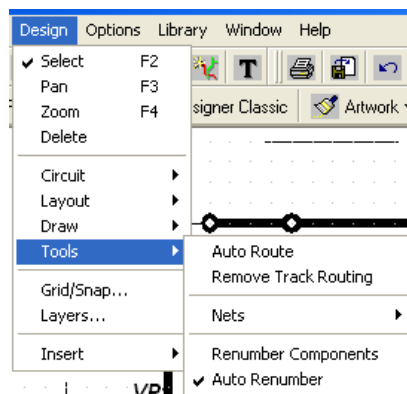 Design Options Library Window Help
Select F2
T
Pan F3
Zoom F4
signer Classic Artwork
Delete
Circuit
Layout
Draw
Tools
Auto Route
Remove Track Routing
Grid/Snap...
Layers...
Nets
Insert
Renumber Components
Auto Renumber